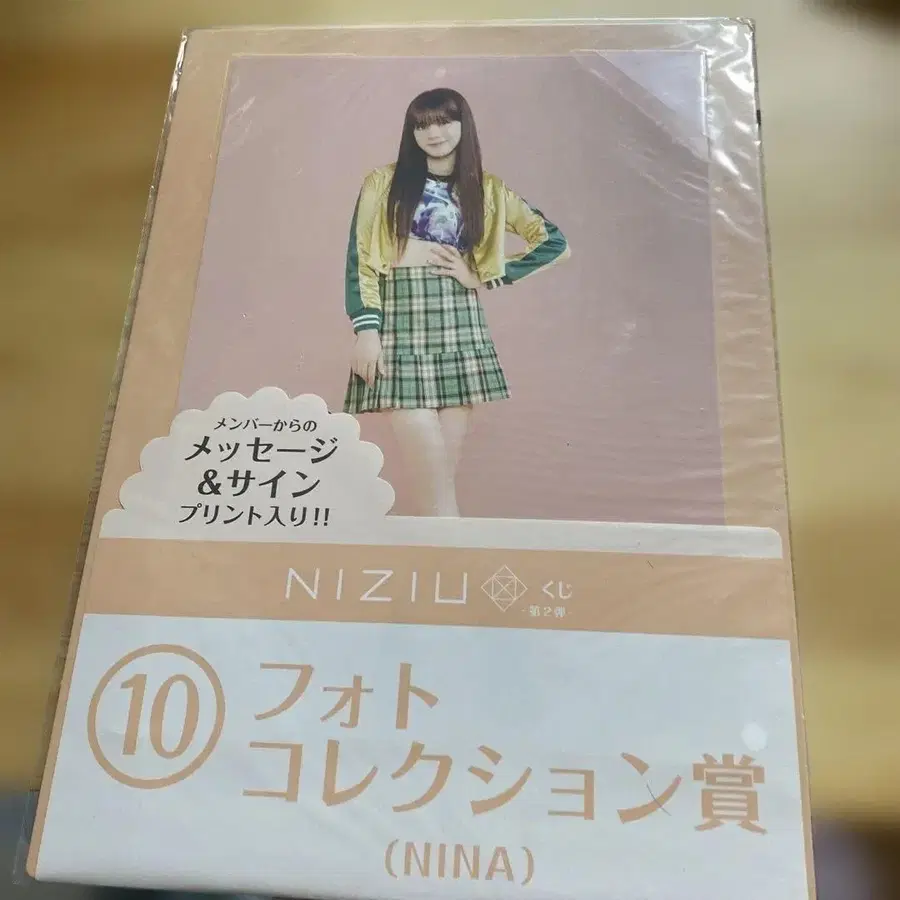 メンバーからの
メッセージ
&サイン
プリント入り!!
NIZIU くじ
-第2弾-
⑩ フォト
コレクション賞
(NINA)